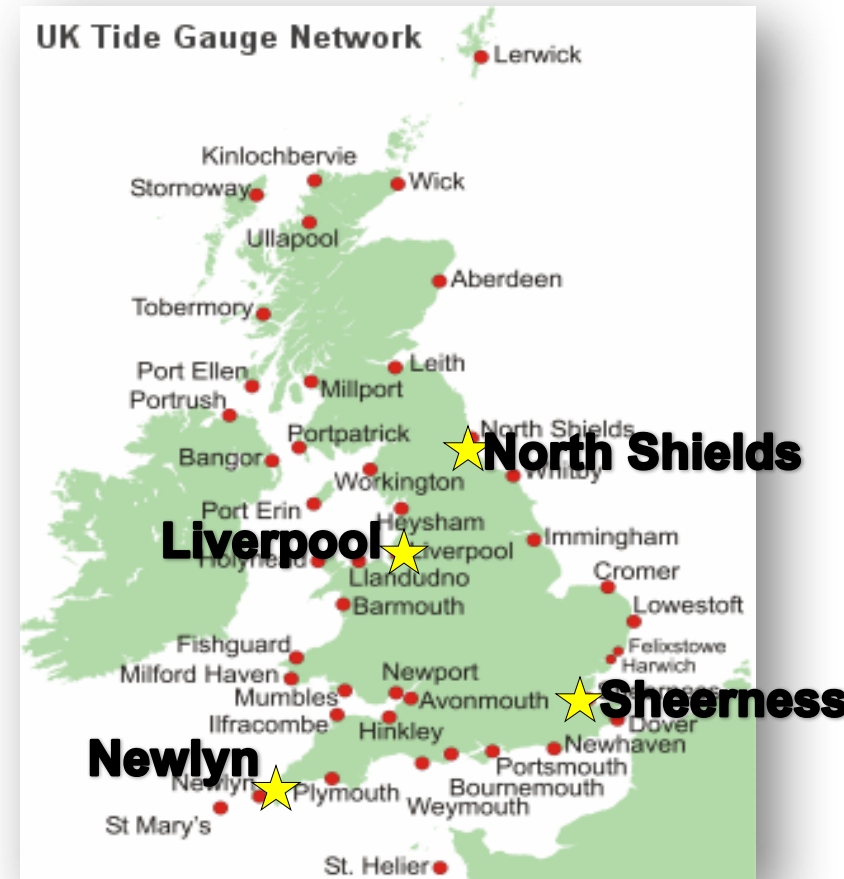 UK Tide Gauge Network
Lerwick
Kinlochbervie
Stornoway
Wick
Ullapool
Aberdeen
Tobermory
Leith
Port Ellen
Millport
Portrush
North Shields
Portpatrick
North Shields
Bangor
Whitby
Workington
Port Erin
Heysham
Immingham
Liverpool
Liverpool
Holyhead
Llandudno
Cromer
Barmouth
Lowestoft
Fishguard
Felixstowe
Harwich
Milford Haven
Newport
Mumbles
Avonmouth
Sheerness
Sheerness
Ilfracombe
Hinkley
Dover
Newhaven
Newlyn
Portsmouth
Newlyn
Plymouth
Bournemouth
Weymouth
St Mary's
St. Helier